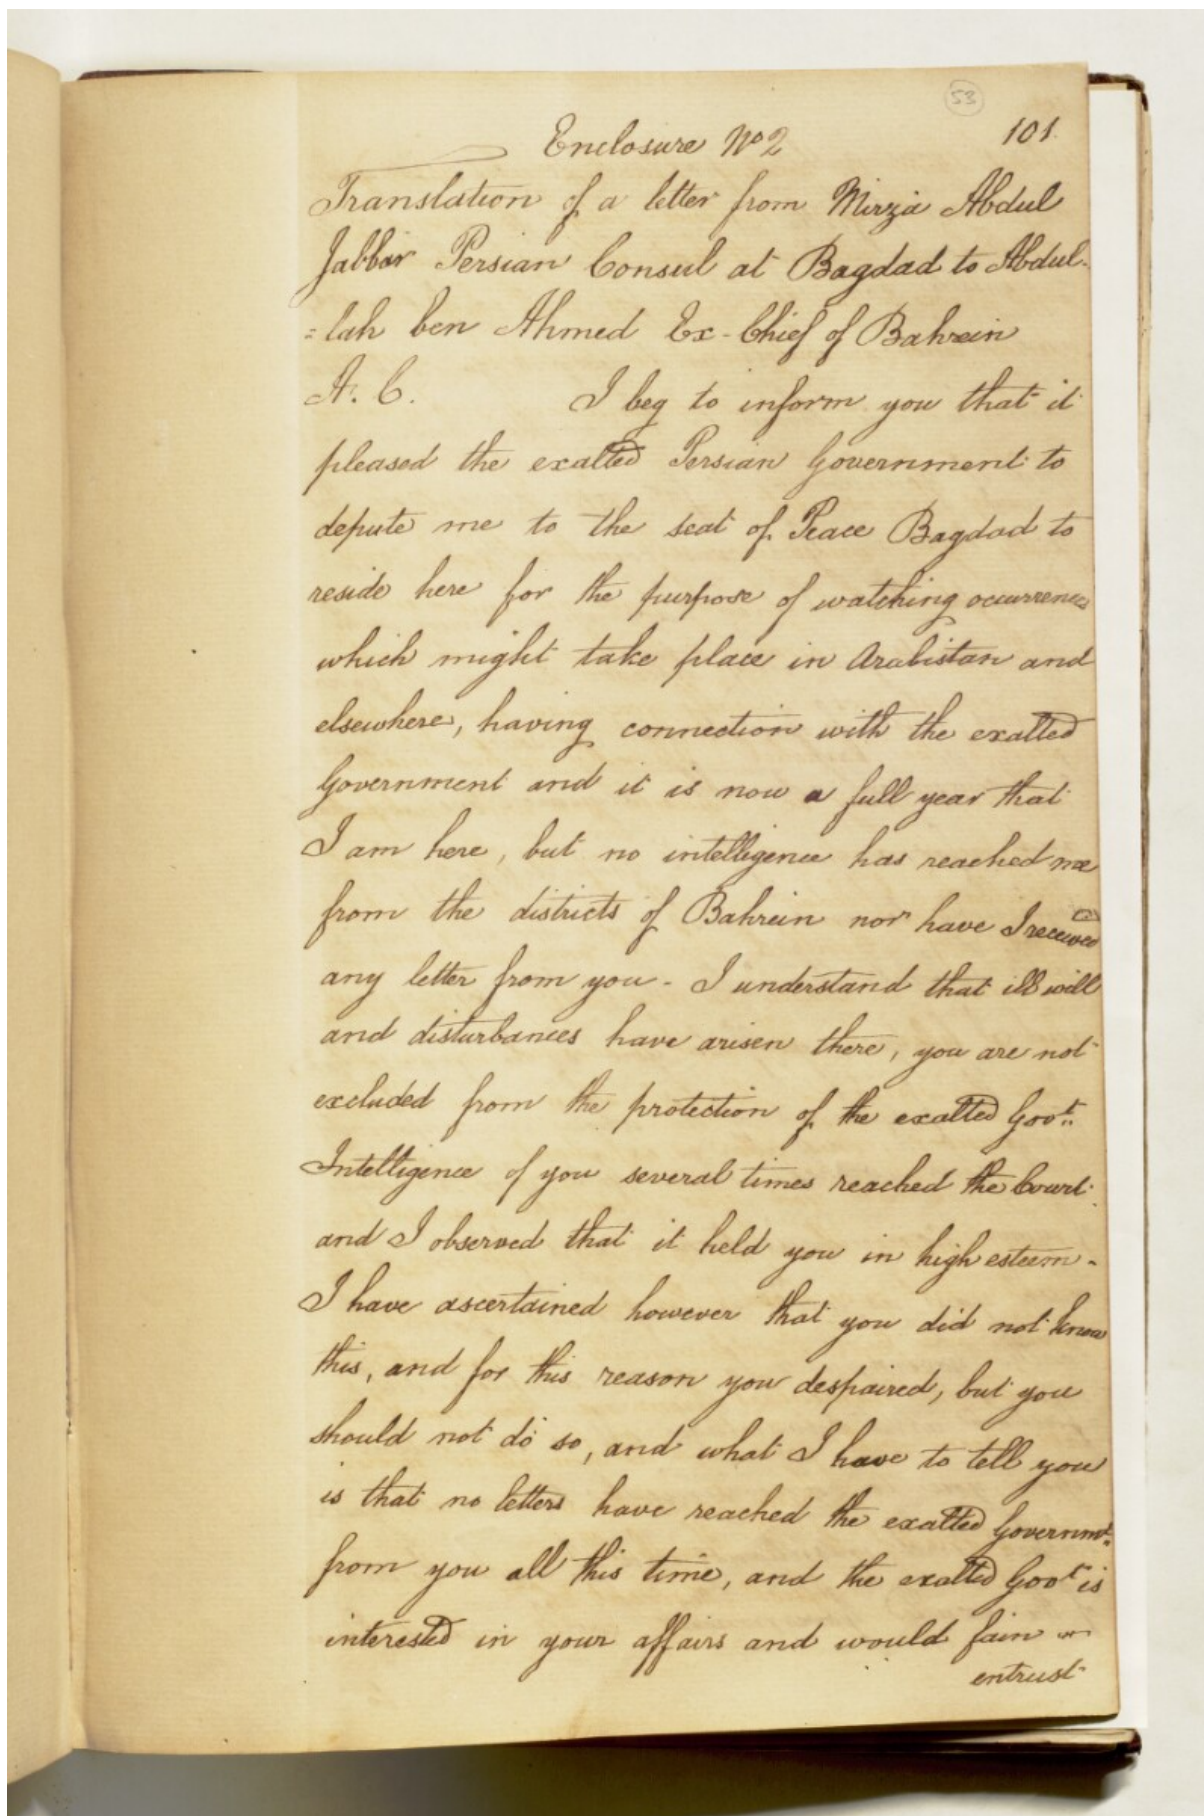 53
101.
Enclosure No 2
Translation of a letter from Mirza Abdul
Jabbar Persian Consul at Bagdad to Abdul-
=lah ben Ahmed Ex-Chief of Bahrein
A. C. I beg to inform you that it
pleased the exalted Persian Government to
depute me to the seat of Peace Bagdad to
reside here for the purpose of watching occurrences
which might take place in Arabistan and
elsewhere, having connection with the exalted
Government and it is now a full year that
I am here, but no intelligence has reached me
from the districts of Bahrein nor have I received
any letter from you - I understand that ill will
and disturbances have arisen there, you are not
excluded from the protection of the exalted Govt.
Intelligence of you several times reached the Court
and I observed that it held you in high esteem -
I have ascertained however that you did not know
this, and for this reason you despaired, but you
should not do so, and what I have to tell you
is that no letters have reached the exalted Governmt.
from you all this time, and the exalted Govt is
interested in your affairs and would fain
entrust